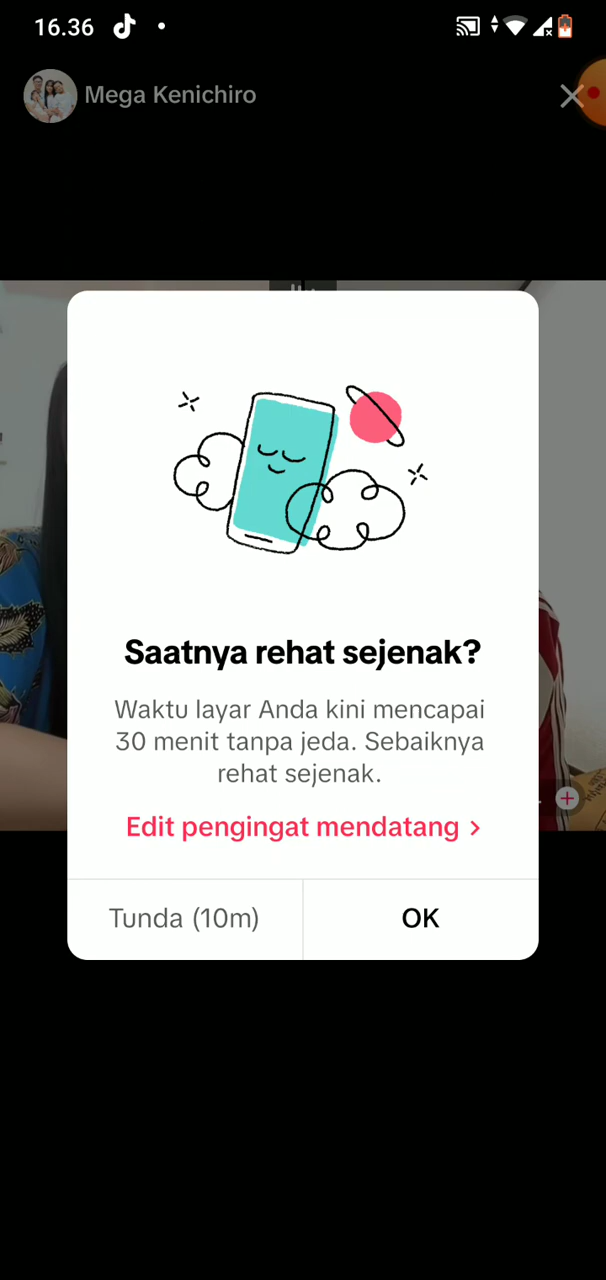 16.36
Mega Kenichiro
Saatnya rehat sejenak?
Waktu layar Anda kini mencapai
30 menit tanpa jeda. Sebaiknya
rehat sejenak.
Edit pengingat mendatang >
Tunda (10m)
OK